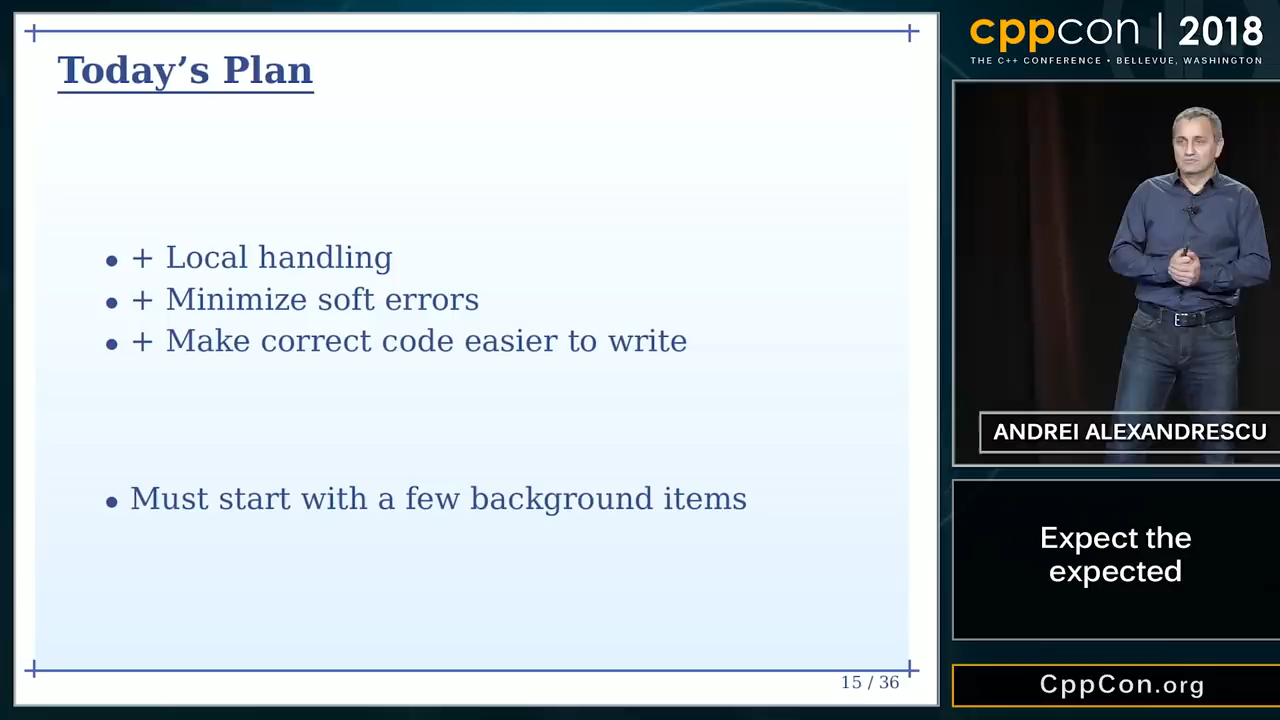 Today’s Plan
• + Local handling
• + Minimize soft errors
• + Make correct code easier to write
• Must start with a few background items
15 / 36
cppcon | 2018
THE C++ CONFERENCE • BELLEVUE, WASHINGTON
ANDREI ALEXANDRESCU
Expect the
expected
CppCon.org